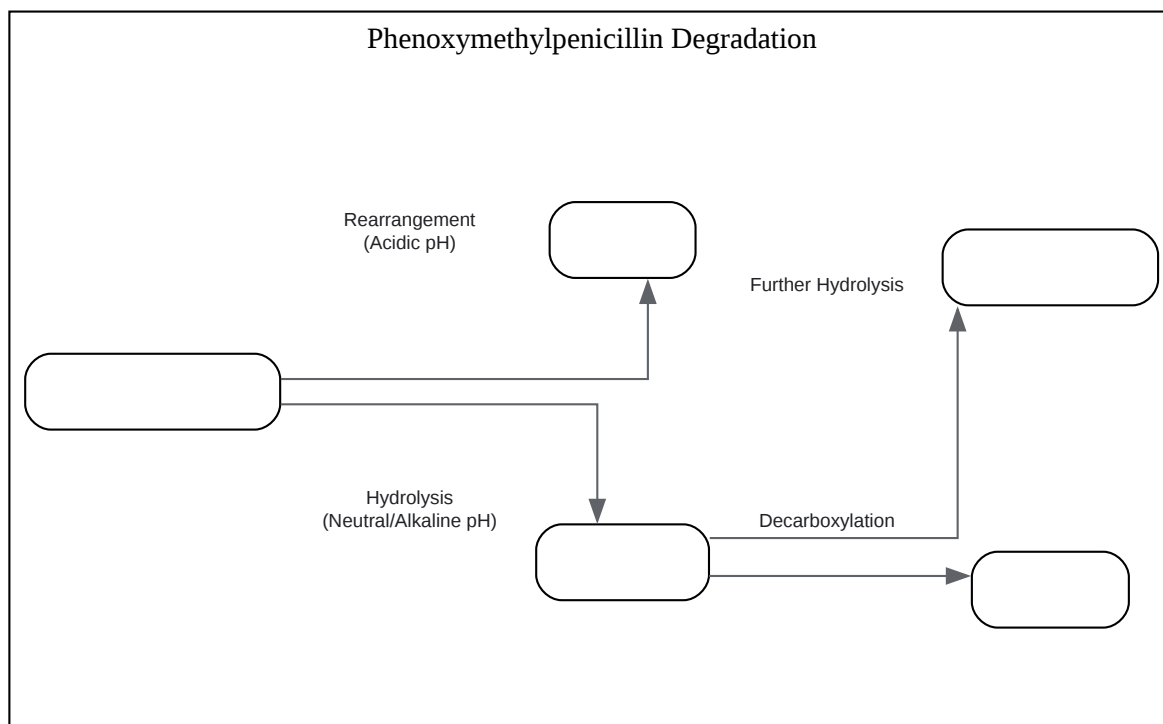 Phenoxymethylpenicillin Degradation
Rearrangement
(Acidic pH)
Further Hydrolysis
Hydrolysis
(Neutral/Alkaline pH)
Decarboxylation